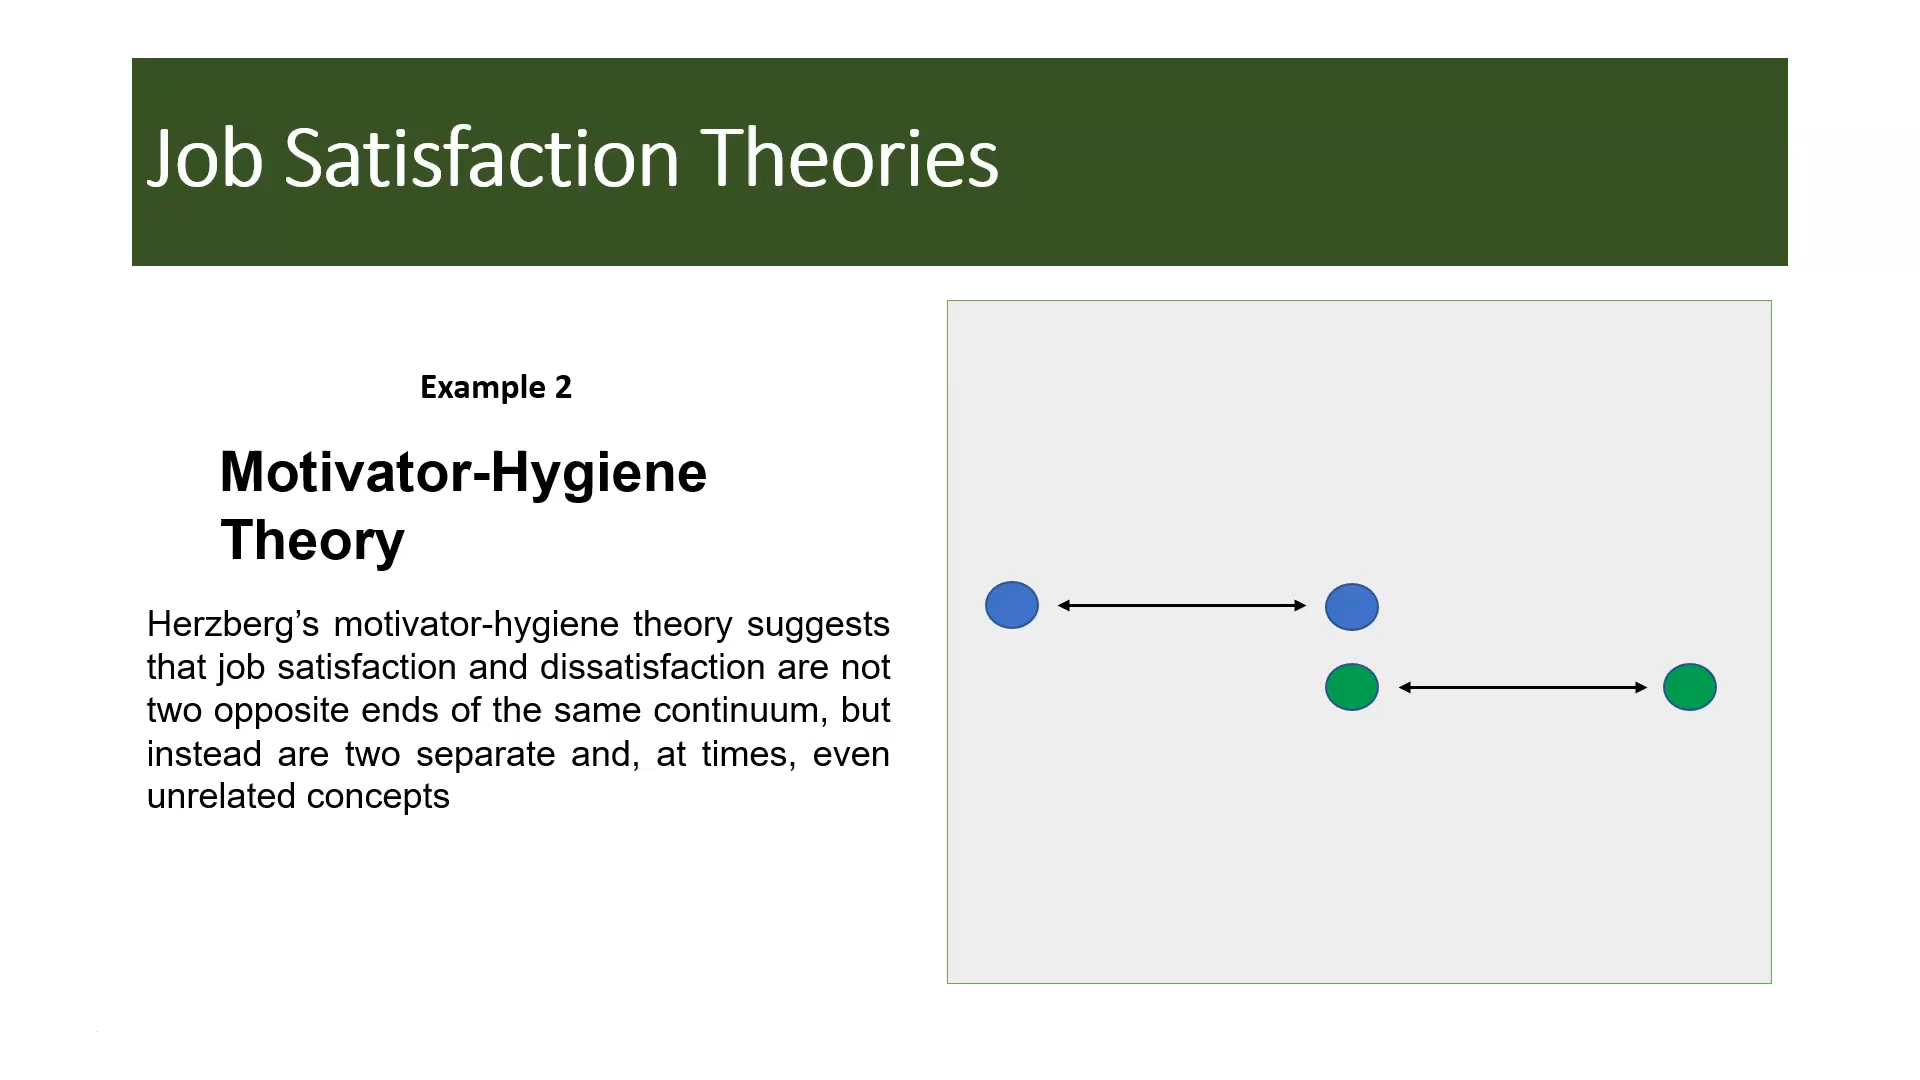 Job Satisfaction Theories
Example 2
Motivator-Hygiene
Theory
Herzberg’s motivator-hygiene theory suggests
that job satisfaction and dissatisfaction are not
two opposite ends of the same continuum, but
instead are two separate and, at times, even
unrelated concepts